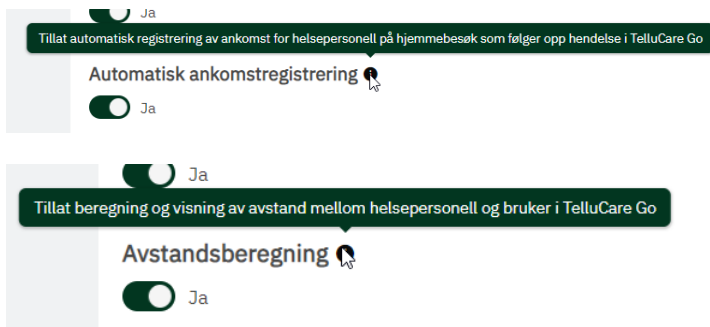 Ja
Tillat automatisk registrering av ankomst for helsepersonell på hjemmebesøk som følger opp hendelse i TelluCare Go
Automatisk ankomstregistrering
Ja
Ja
Tillat beregning og visning av avstand mellom helsepersonell og bruker i TelluCare Go
Avstandsberegning
Ja